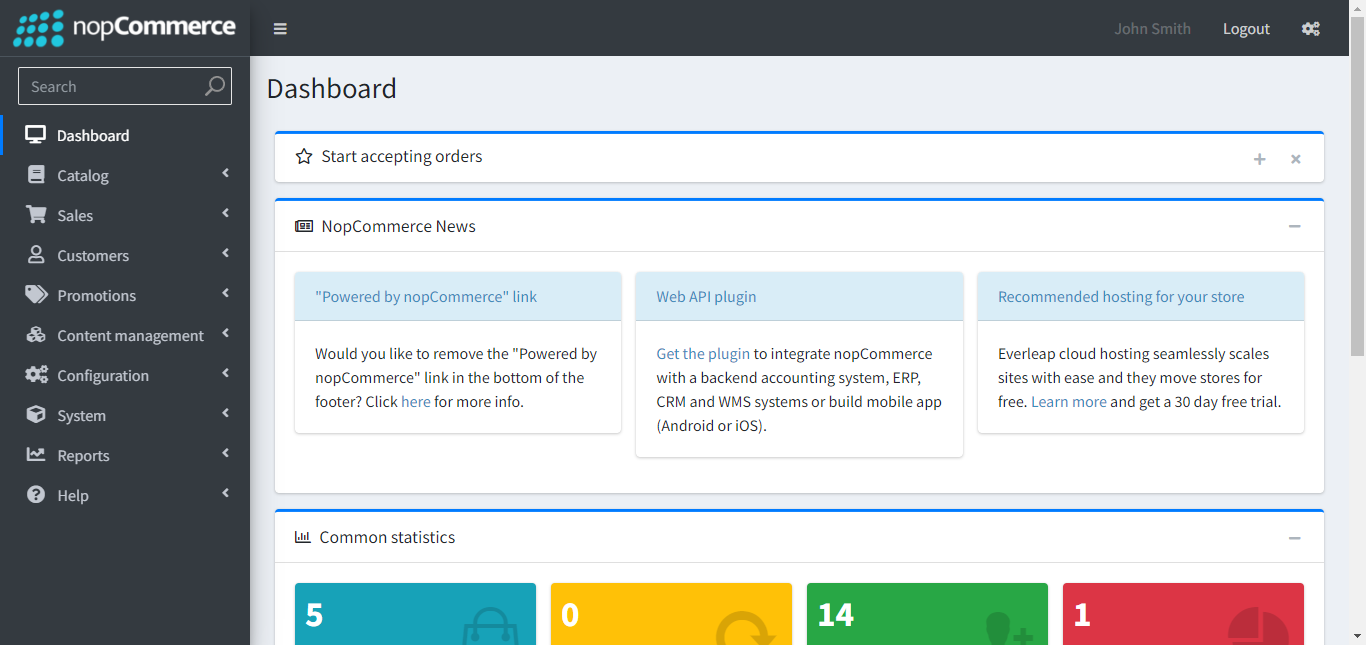 nopCommerce
John Smith
Logout
Search
Dashboard
Catalog
Sales
Customers
Promotions
Content management
Configuration
System
Reports
Help
Dashboard
Start accepting orders
NopCommerce News
"Powered by nopCommerce" link
Would you like to remove the "Powered by
nopCommerce" link in the bottom of the
footer? Click here for more info.
Web API plugin
Get the plugin to integrate nopCommerce
with a backend accounting system, ERP,
CRM and WMS systems or build mobile app
(Android or iOS).
Recommended hosting for your store
Everleap cloud hosting seamlessly scales
sites with ease and they move stores for
free. Learn more and get a 30 day free trial.
Common statistics
5
0
14
1